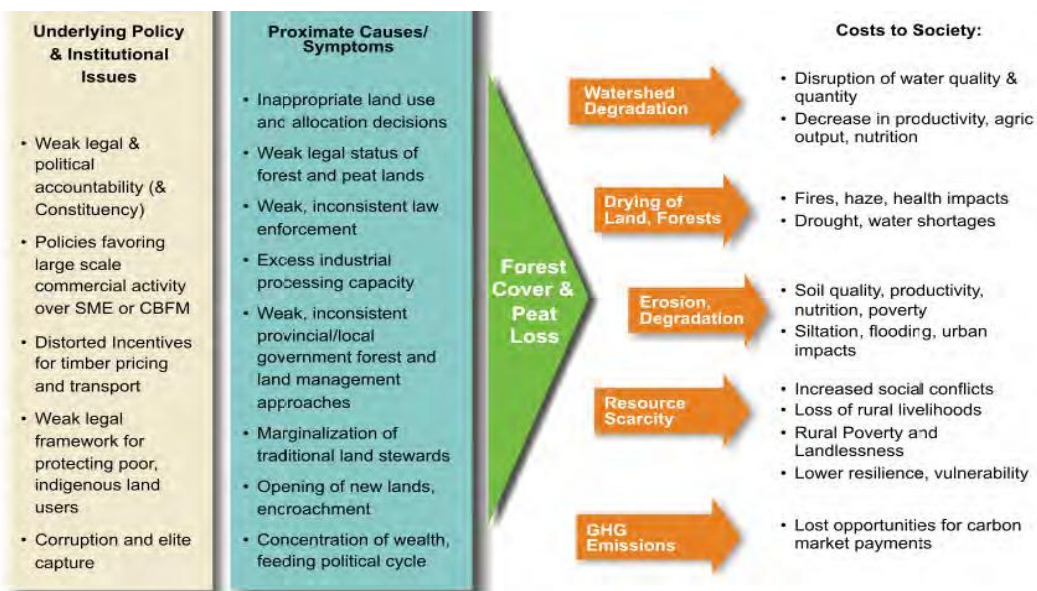 Underlying Policy
& Institutional
Issues
• Weak legal &
political
accountability (&
Constituency)
• Policies favoring
large scale
commercial activity
over SME or CBFM
• Distorted Incentives
for timber pricing
and transport
• Weak legal
framework for
protecting poor,
indigenous land
users
• Corruption and elite
capture
Proximate Causes/
Symptoms
• Inappropriate land use
and allocation decisions
• Weak legal status of
forest and peat lands
• Weak, inconsistent law
enforcement
• Excess industrial
processing capacity
• Weak, inconsistent
provincial/local
government forest and
land management
approaches
• Marginalization of
traditional land stewards
• Opening of new lands,
encroachment
• Concentration of wealth,
feeding political cycle
Forest
Cover &
Peat
Loss
Watershed
Degradation
Drying of
Land, Forests
Erosion,
Degradation
Resource
Scarcity
GHG
Emissions
Costs to Society:
• Disruption of water quality &
quantity
• Decrease in productivity, agric
output, nutrition
• Fires, haze, health impacts
• Drought, water shortages
• Soil quality, productivity,
nutrition, poverty
• Siltation, flooding, urban
impacts
• Increased social conflicts
• Loss of rural livelihoods
• Rural Poverty and
Landlessness
• Lower resilience, vulnerability
• Lost opportunities for carbon
market payments